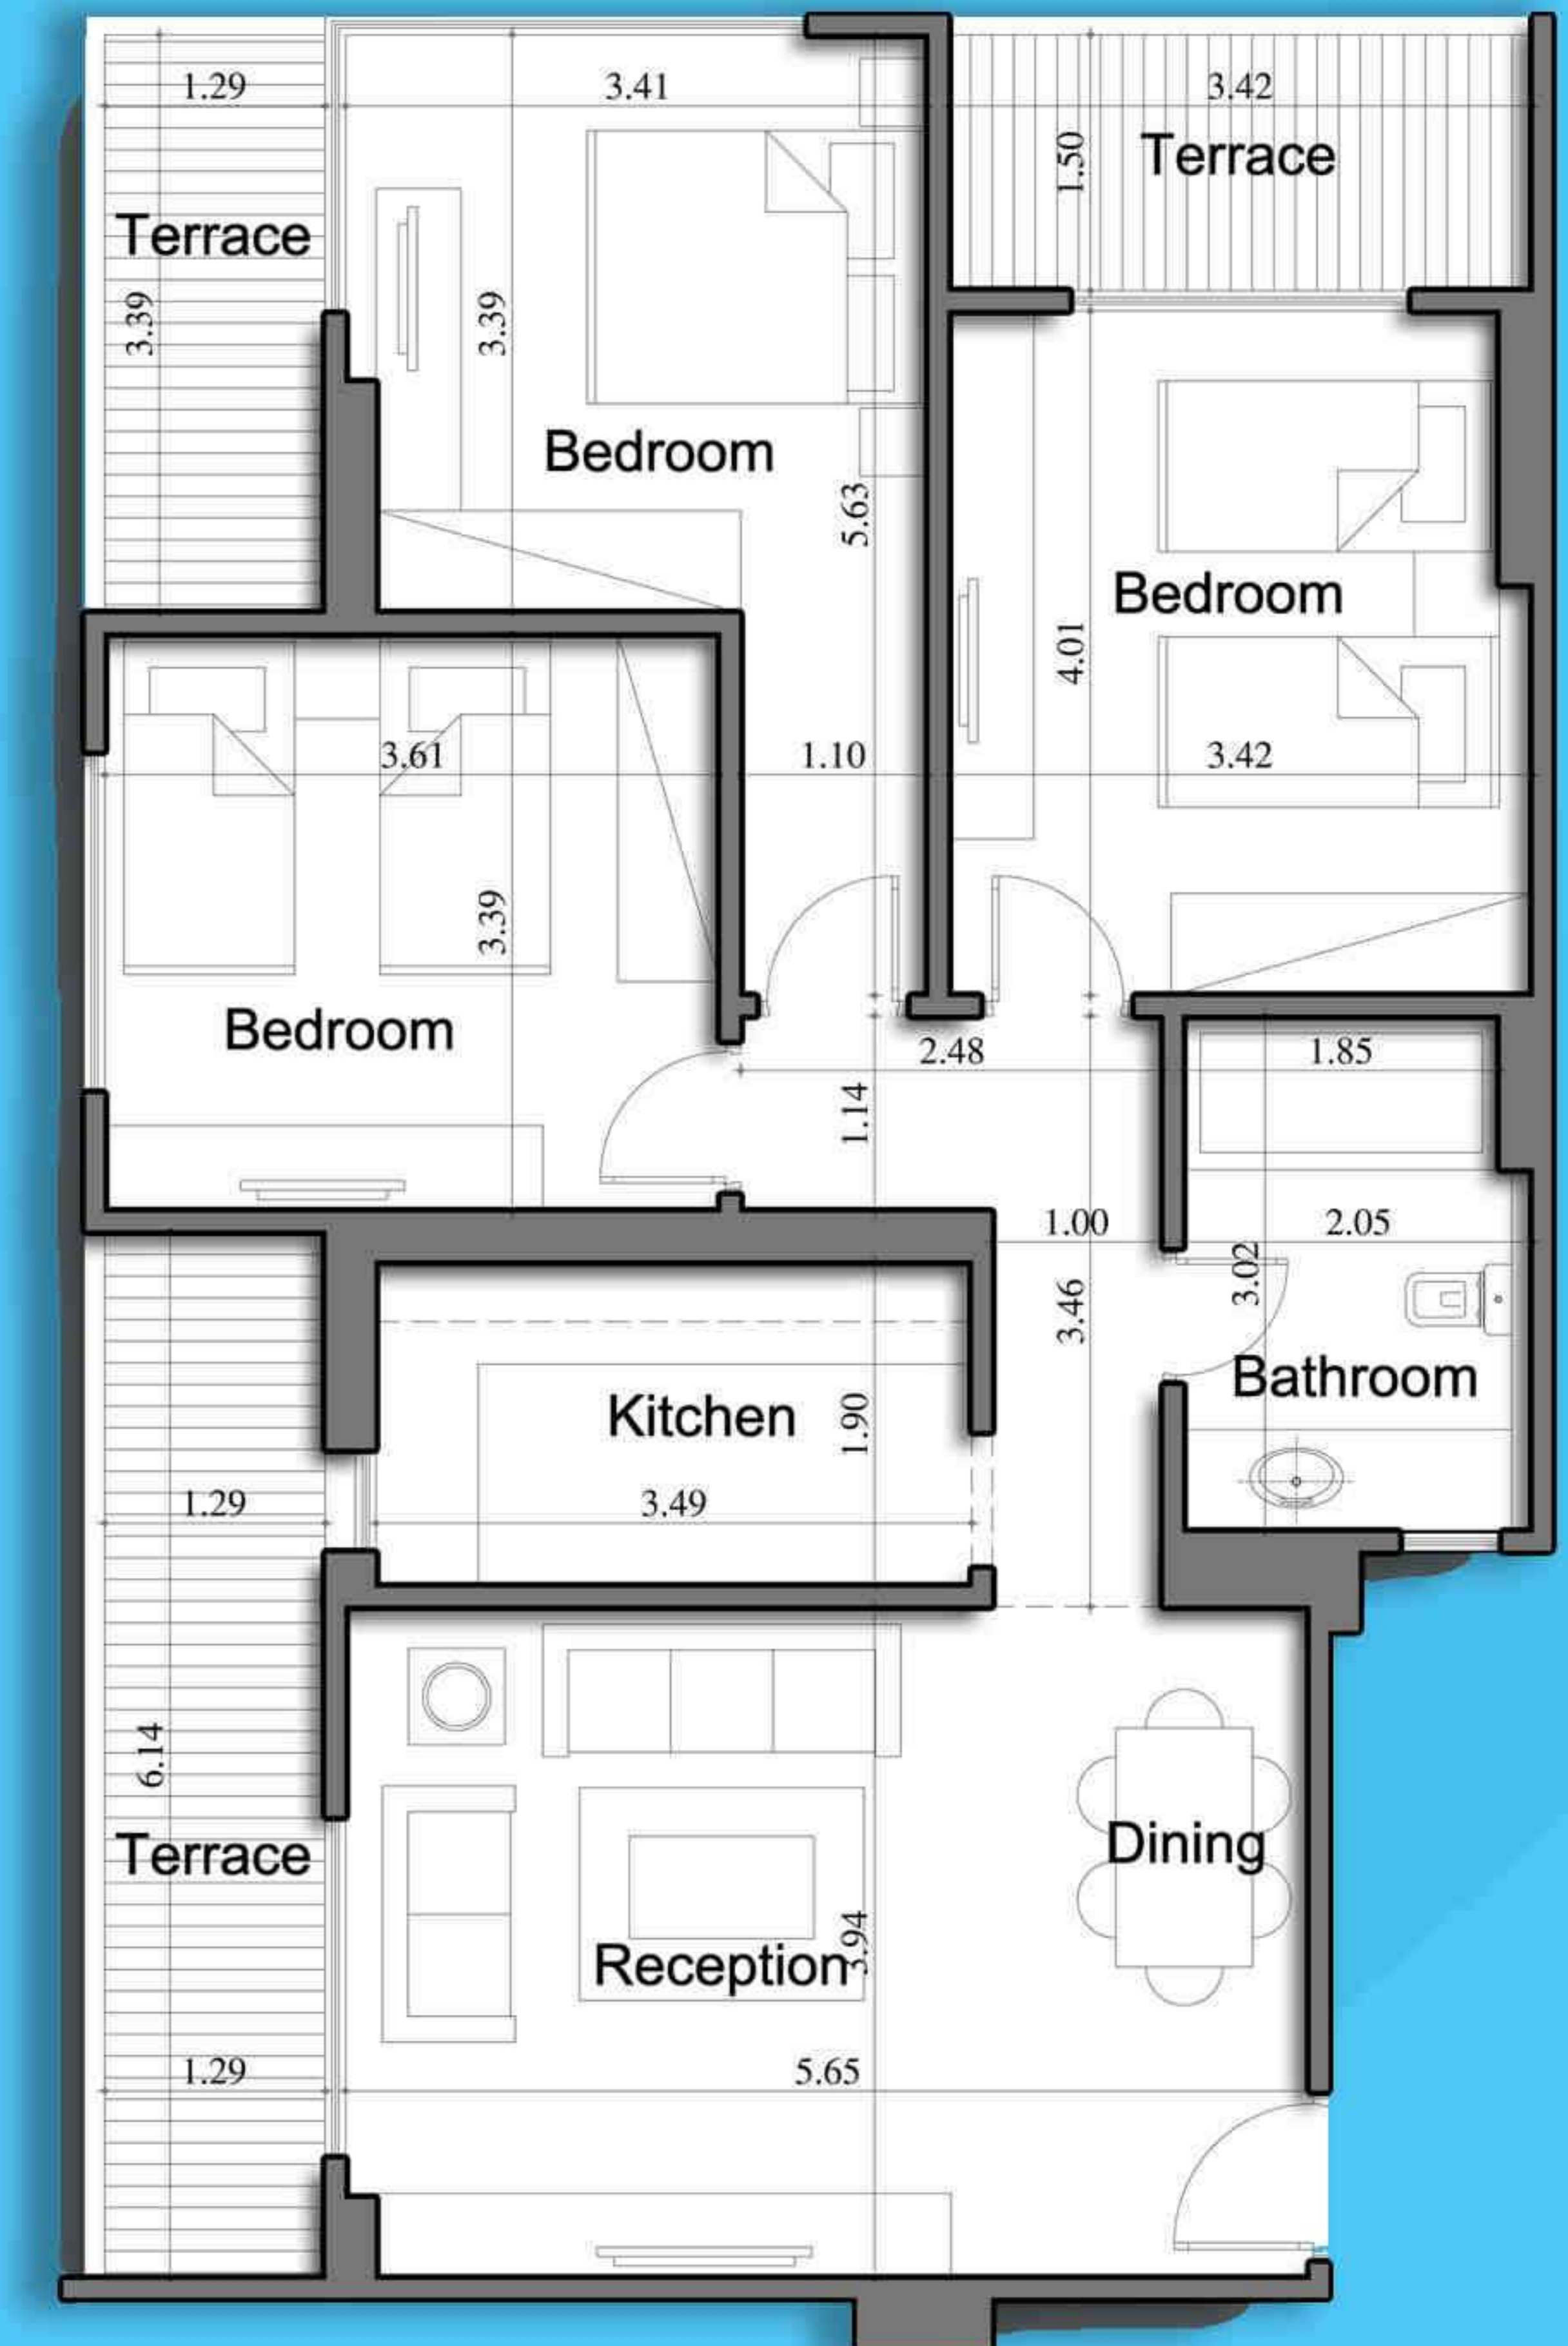 1.29
3.41
3.42
1.50
Terrace
Terrace
3.39
3.39
Bedroom
5.63
Bedroom
4.01
3.61
1.10
3.42
3.39
Bedroom
2.48
1.85
1.14
1.00
2.05
3.02
3.46
Bathroom
Kitchen
1.90
1.29
3.49
6.14
Terrace
Dining
Reception
3.94
1.29
5.65